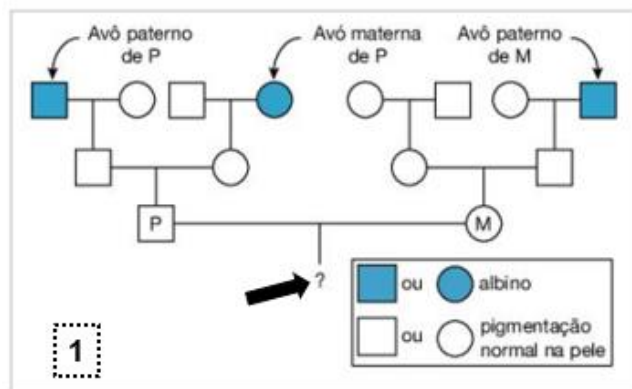 Avô paterno
de P
Avó materna
de P
Avô paterno
de M
P
M
?
ou
albino
ou
pigmentação
normal na pele
1